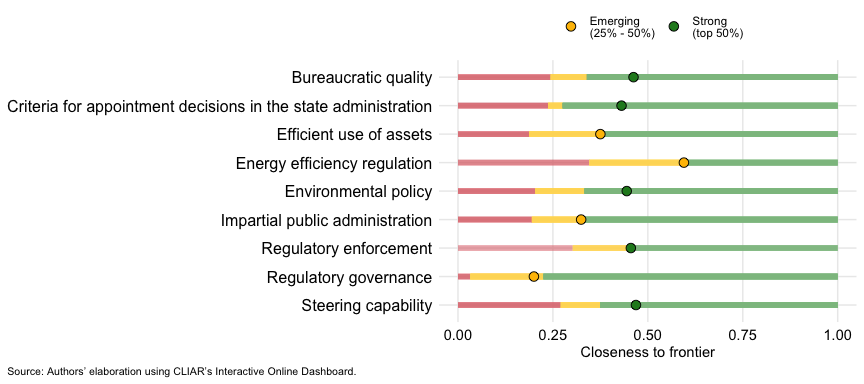 Emerging
(25% - 50%)
Strong
(top 50%)
Bureaucratic quality
Criteria for appointment decisions in the state administration
Efficient use of assets
Energy efficiency regulation
Environmental policy
Impartial public administration
Regulatory enforcement
Regulatory governance
Steering capability
0.00 0.25 0.50 0.75 1.00
Closeness to frontier
Source: Authors’ elaboration using CLIAR’s Interactive Online Dashboard.